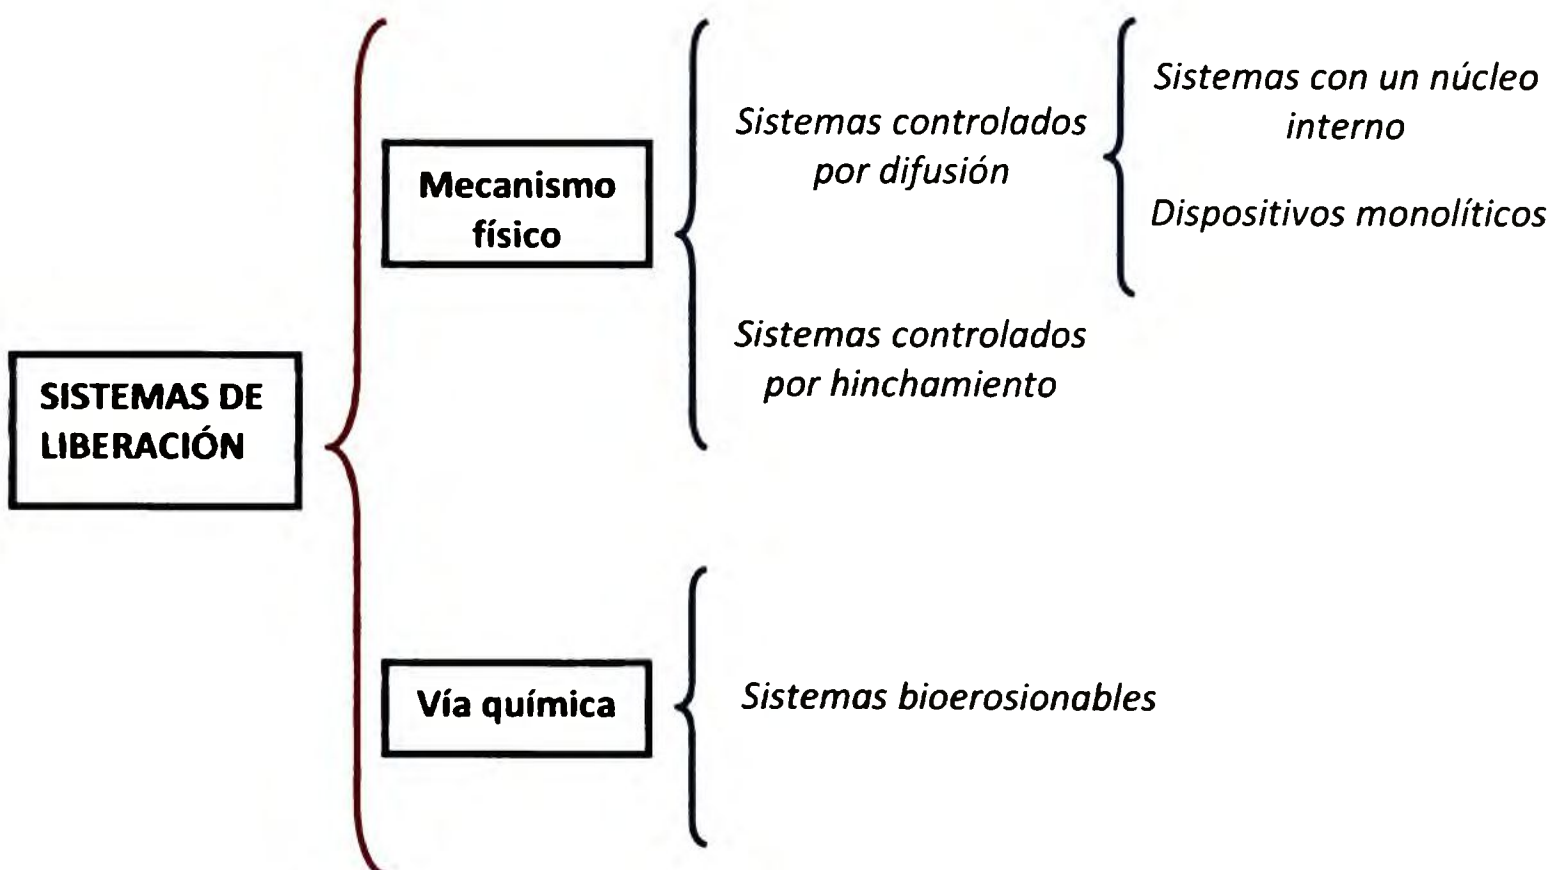 SISTEMAS DE
LIBERACIÓN
Mecanismo
físico
Sistemas controlados
por difusión
Sistemas con un núcleo
interno
Dispositivos monolíticos
Sistemas controlados
por hinchamiento
Vía química
Sistemas bioerosionables